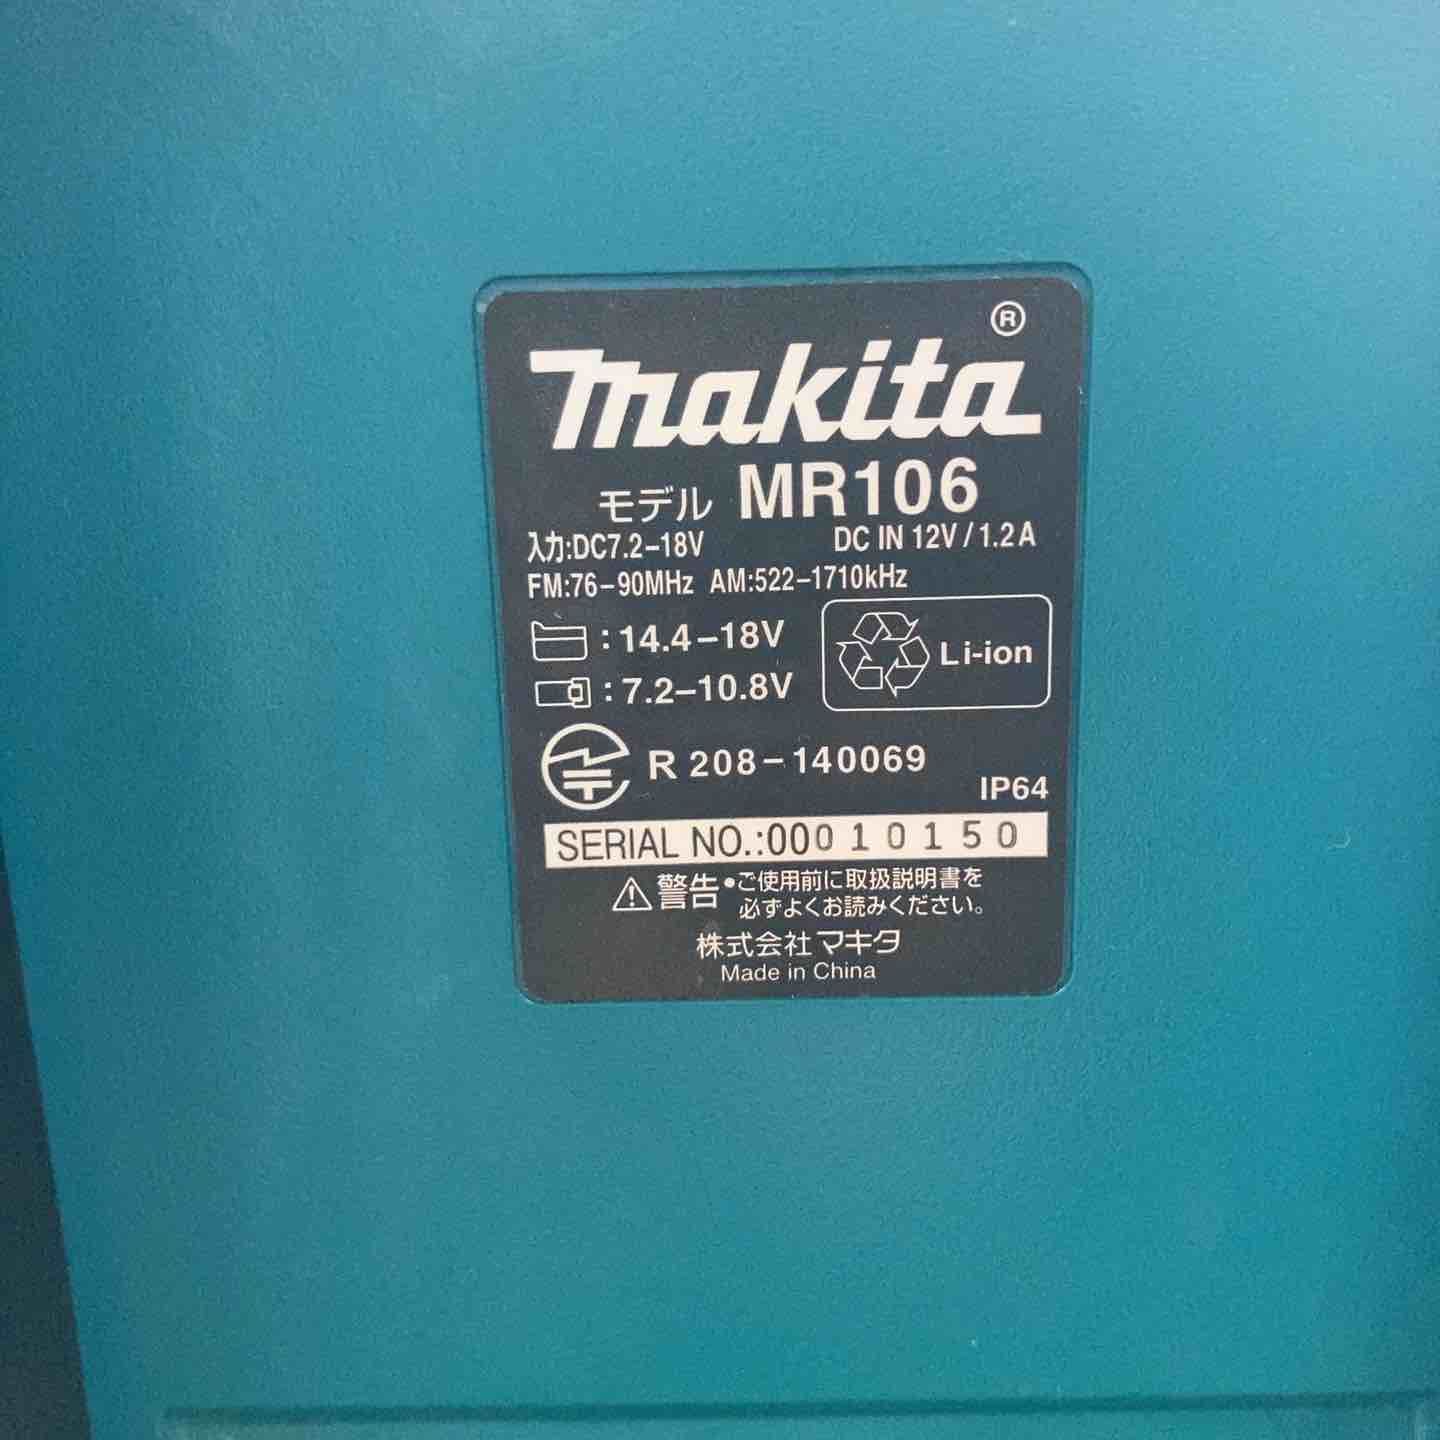 makita®
モデル MR106
入力:DC7.2-18V DC IN 12V/1.2A
FM:76-90MHz AM:522-1710kHz
:14.4-18V
:7.2-10.8V
Li-ion
R 208-140069
IP64
SERIAL NO.:00010150
警告 •ご使用前に取扱説明書を
必ずよくお読みください。
株式会社マキタ
Made in China